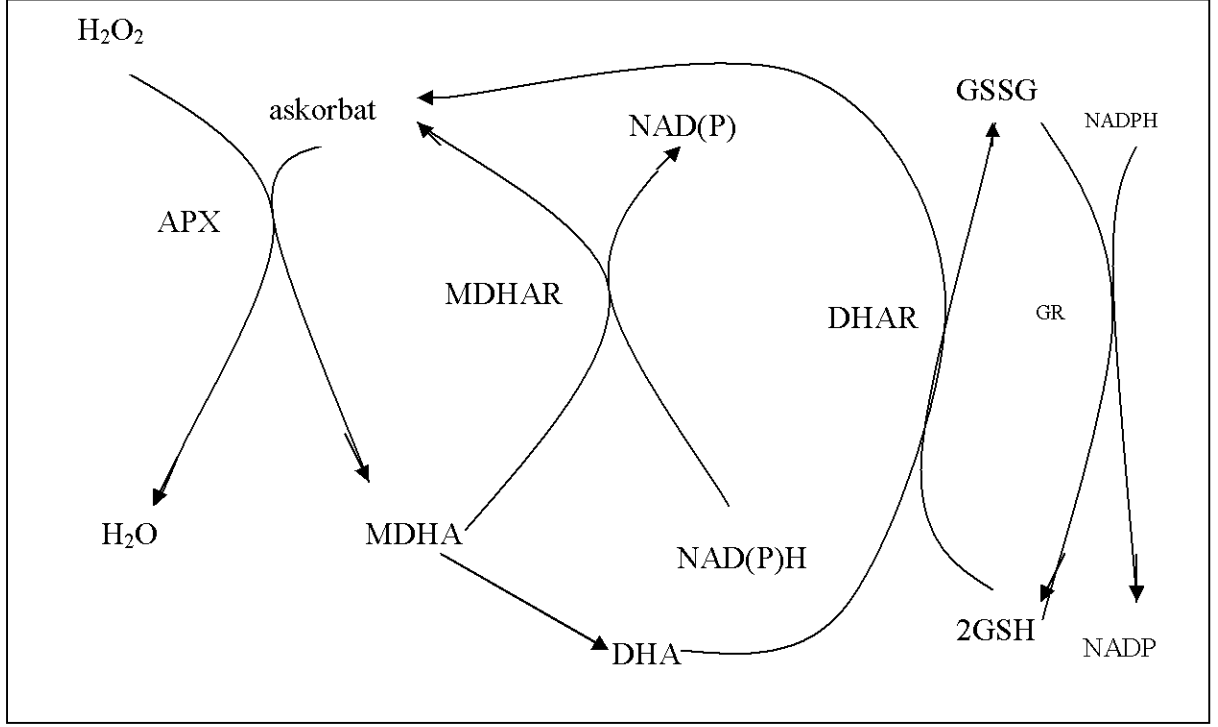 H₂O₂
askorbat
GSSG
NAD(P)
NADPH
APX
MDHAR
DHAR
GR
H₂O
MDHA
NAD(P)H
2GSH
DHA
NADP